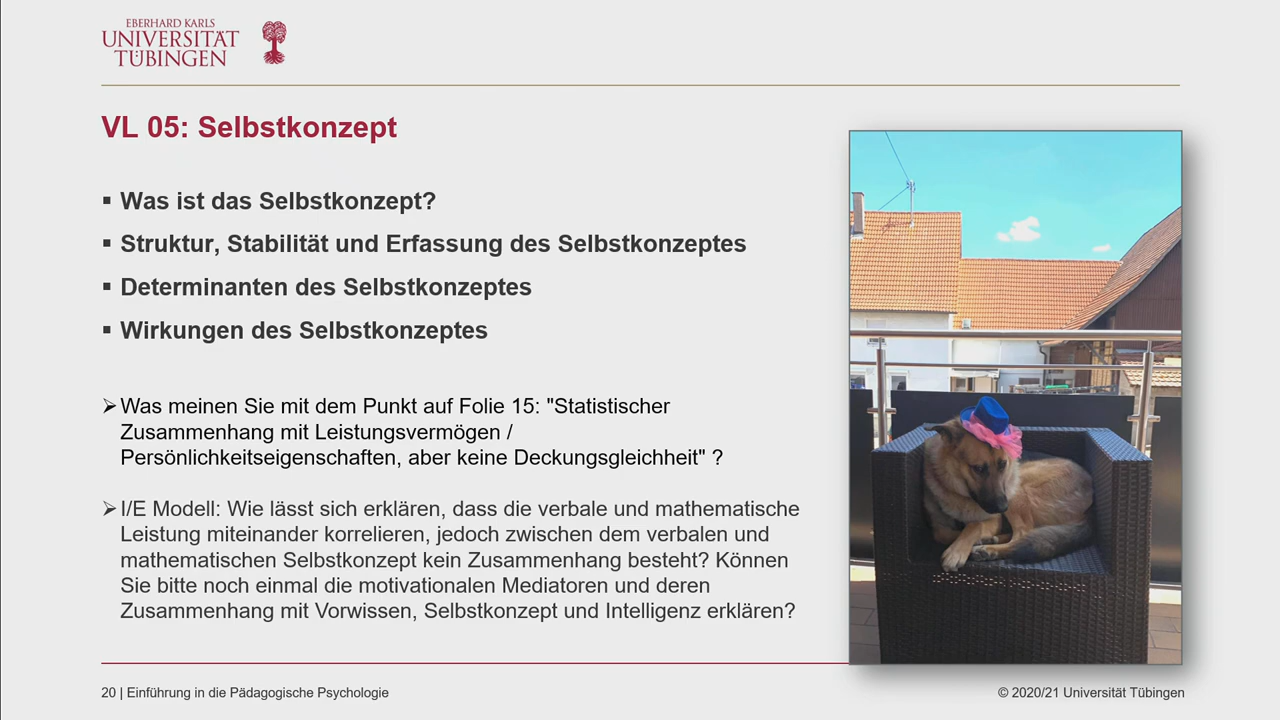 EBERHARD KARLS
UNIVERSITÄT
TÜBINGEN
VL 05: Selbstkonzept
▪ Was ist das Selbstkonzept?
▪ Struktur, Stabilität und Erfassung des Selbstkonzeptes
▪ Determinanten des Selbstkonzeptes
▪ Wirkungen des Selbstkonzeptes
➢ Was meinen Sie mit dem Punkt auf Folie 15: "Statistischer
Zusammenhang mit Leistungsvermögen /
Persönlichkeitseigenschaften, aber keine Deckungsgleichheit" ?
➢ I/E Modell: Wie lässt sich erklären, dass die verbale und mathematische
Leistung miteinander korrelieren, jedoch zwischen dem verbalen und
mathematischen Selbstkonzept kein Zusammenhang besteht? Können
Sie bitte noch einmal die motivationalen Mediatoren und deren
Zusammenhang mit Vorwissen, Selbstkonzept und Intelligenz erklären?
20 | Einführung in die Pädagogische Psychologie
© 2020/21 Universität Tübingen